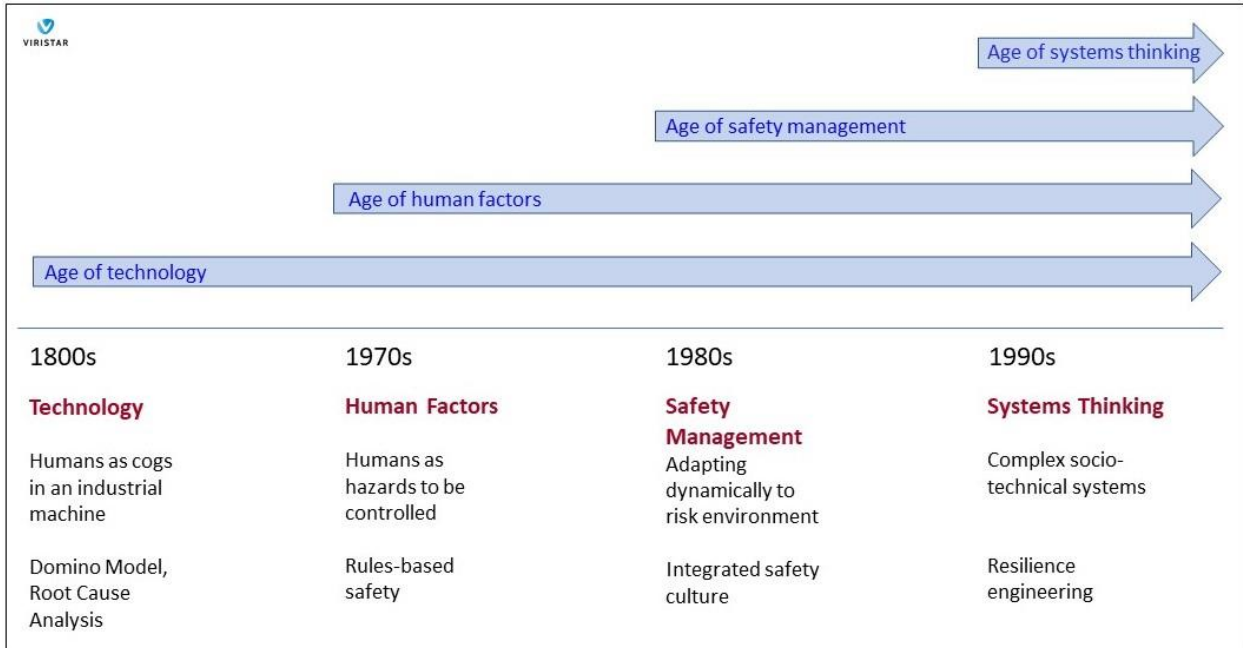 VIRISTAR
Age of systems thinking
Age of safety management
Age of human factors
Age of technology
1800s
Technology
Humans as cogs
in an industrial
machine
Domino Model,
Root Cause
Analysis
1970s
Human Factors
Humans as
hazards to be
controlled
Rules-based
safety
1980s
Safety
Management
Adapting
dynamically to
risk environment
Integrated safety
culture
1990s
Systems Thinking
Complex socio-
technical systems
Resilience
engineering